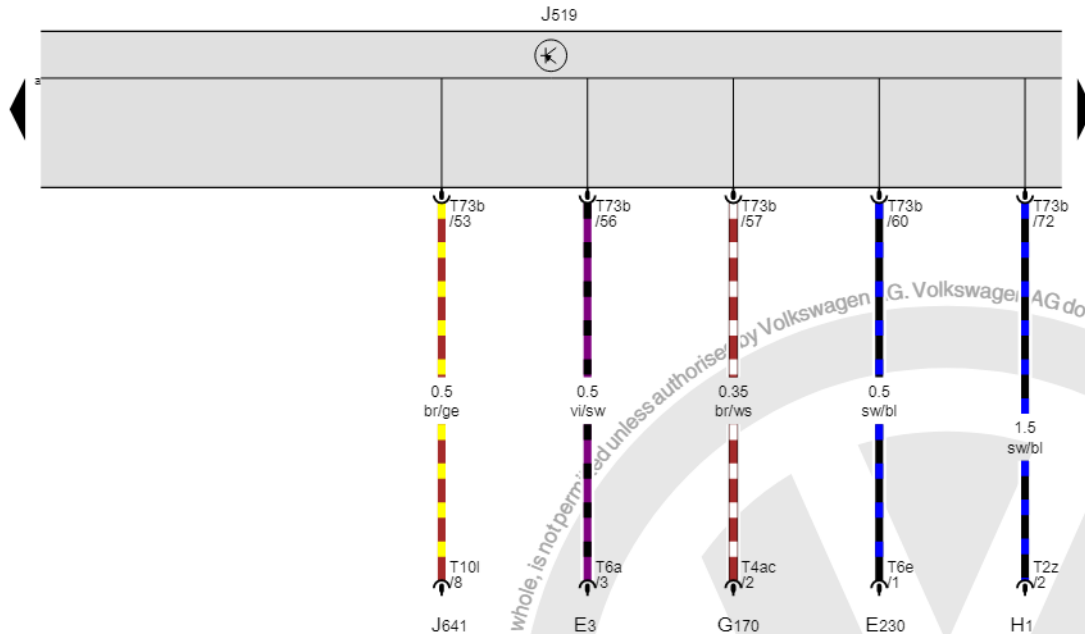 J519
a
T73b
/53
T73b
/56
T73b
/57
T73b
/60
T73b
/72
whole, is not permitted unless authorised by Volkswagen AG. Volkswagen AG do
0.5
br/ge
0.5
vi/sw
0.35
br/ws
0.5
sw/bl
1.5
sw/bl
T10l
/8
T6a
/3
T4ac
/2
T6e
/1
T2z
/2
J641
E3
G170
E230
H1